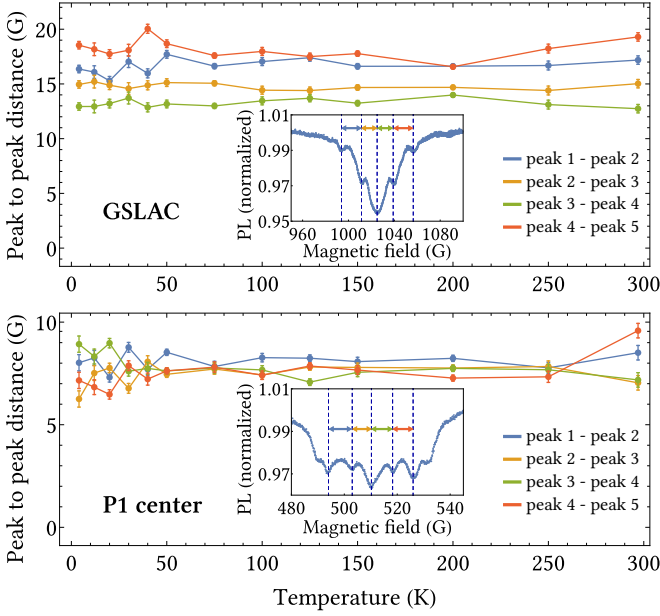 Peak to peak distance (G)
20
15
10
5
0
GSLAC
PL (normalized)
1.01
0.99
0.97
0.95
960 1000 1040 1080
Magnetic field (G)
peak 1 - peak 2
peak 2 - peak 3
peak 3 - peak 4
peak 4 - peak 5
0 50 100 150 200 250 300
Peak to peak distance (G)
10
5
0
P1 center
PL (normalized)
1.01
0.99
0.97
480 500 520 540
Magnetic field (G)
peak 1 - peak 2
peak 2 - peak 3
peak 3 - peak 4
peak 4 - peak 5
0 50 100 150 200 250 300
Temperature (K)